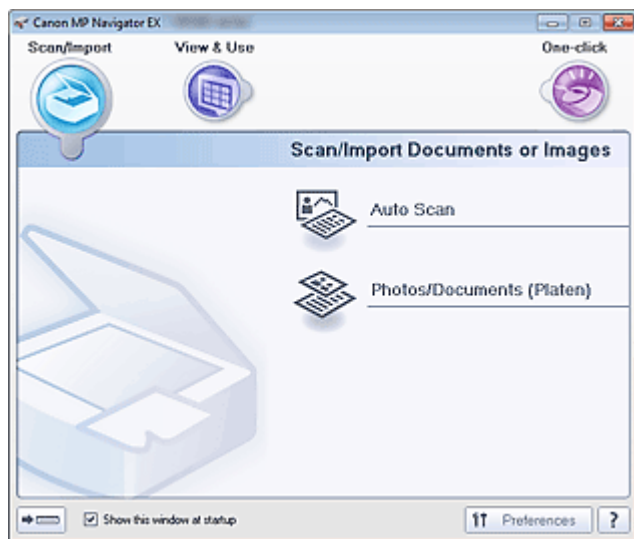 Canon MP Navigator EX
Scan/Import
View & Use
One-click
Scan/Import Documents or Images
Auto Scan
Photos/Documents (Platen)
Show this window at startup
Preferences
?